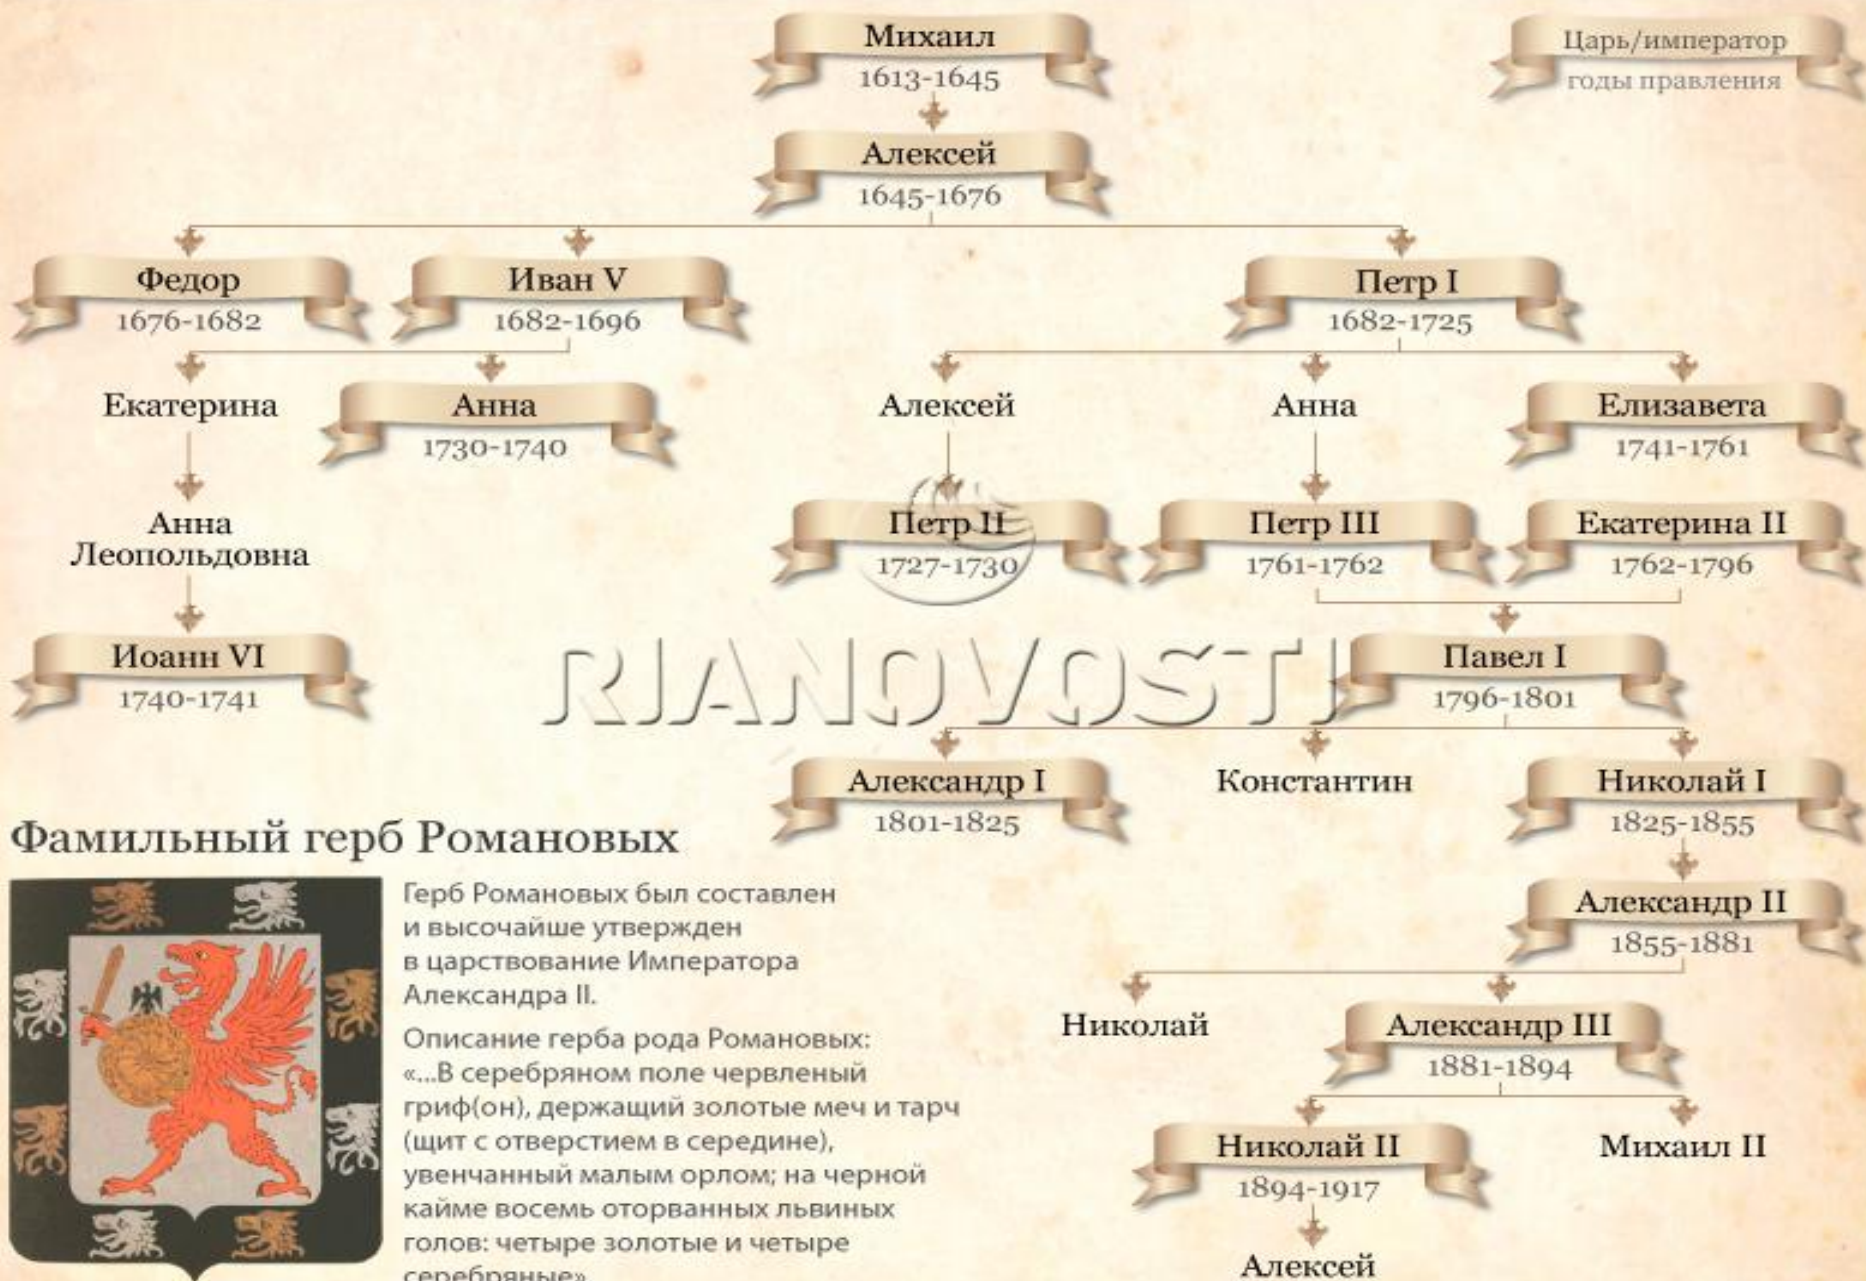 Михаил
1613-1645
Царь/император
годы правления
Алексей
1645-1676
Федор
1676-1682
Иван V
1682-1696
Петр I
1682-1725
Екатерина
Анна
1730-1740
Алексей
Анна
Елизавета
1741-1761
Анна
Леопольдовна
Петр II
1727-1730
Петр III
1761-1762
Екатерина II
1762-1796
Иоанн VI
1740-1741
RIANOVOSTI
Павел I
1796-1801
Александр I
1801-1825
Константин
Николай I
1825-1855
Александр II
1855-1881
Николай
Александр III
1881-1894
Николай II
1894-1917
Михаил II
Алексей
Фамильный герб Романовых
Герб Романовых был составлен
и высочайше утвержден
в царствование Императора
Александра II.
Описание герба рода Романовых:
«...В серебряном поле червленый
гриф(он), держащий золотые меч и тарч
(щит с отверстием в середине),
увенчанный малым орлом; на черной
кайме восемь оторванных львиных
голов: четыре золотые и четыре
серебряные»